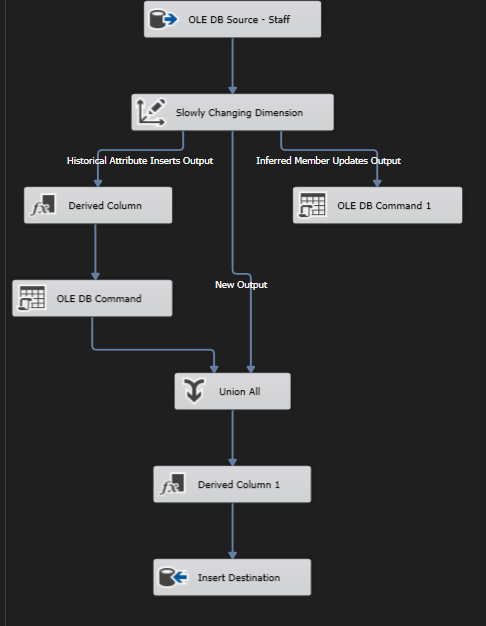 OLE DB Source - Staff
Slowly Changing Dimension
Historical Attribute Inserts Output
Inferred Member Updates Output
Derived Column
OLE DB Command 1
New Output
OLE DB Command
Union All
Derived Column 1
Insert Destination